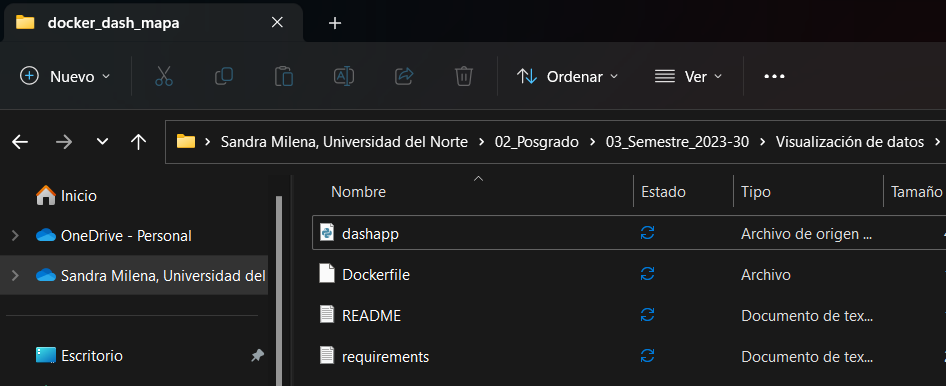 docker_dash_mapa
Nuevo
Ordenar
Ver
Sandra Milena, Universidad del Norte > 02_Posgrado > 03_Semestre_2023-30 > Visualización de datos >
Inicio
OneDrive - Personal
Sandra Milena, Universidad del
Escritorio
Nombre Estado Tipo Tamaño
dashapp Archivo de origen ...
Dockerfile Archivo
README Documento de tex...
requirements Documento de tex...